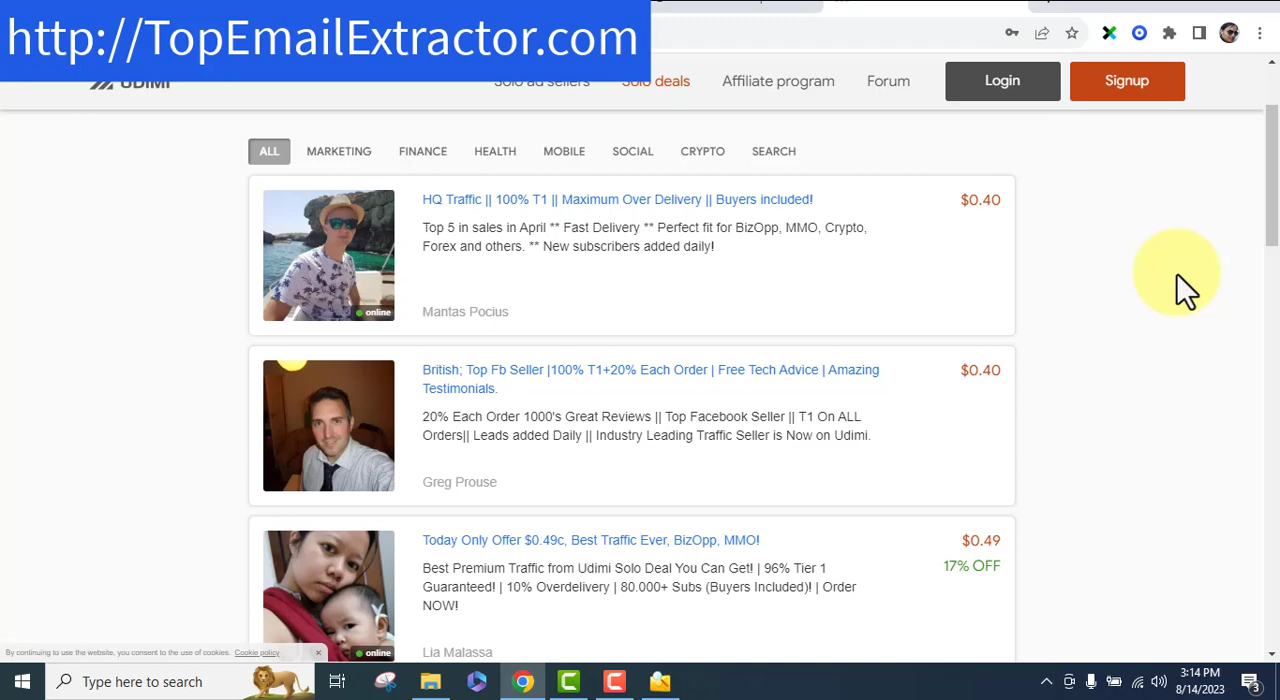 http://TopEmailExtractor.com
UDIMI
Solo ad sellers
Solo deals
Affiliate program
Forum
Login
Signup
ALL
MARKETING
FINANCE
HEALTH
MOBILE
SOCIAL
CRYPTO
SEARCH
HQ Traffic || 100% T1 || Maximum Over Delivery || Buyers included!
$0.40
Top 5 in sales in April ** Fast Delivery ** Perfect fit for BizOpp, MMO, Crypto,
Forex and others. ** New subscribers added daily!
online
Mantas Pocius
British; Top Fb Seller |100% T1+20% Each Order | Free Tech Advice | Amazing
Testimonials.
$0.40
20% Each Order 1000's Great Reviews || Top Facebook Seller || T1 On ALL
Orders|| Leads added Daily || Industry Leading Traffic Seller is Now on Udimi.
Greg Prouse
Today Only Offer $0.49c, Best Traffic Ever, BizOpp, MMO!
$0.49
17% OFF
Best Premium Traffic from Udimi Solo Deal You Can Get! | 96% Tier 1
Guaranteed! | 10% Overdelivery | 80.000+ Subs (Buyers Included)! | Order
NOW!
online
Lia Malassa
By continuing to use the website, you consent to the use of cookies. Cookie policy
Type here to search
3:14 PM
8/14/2023
3